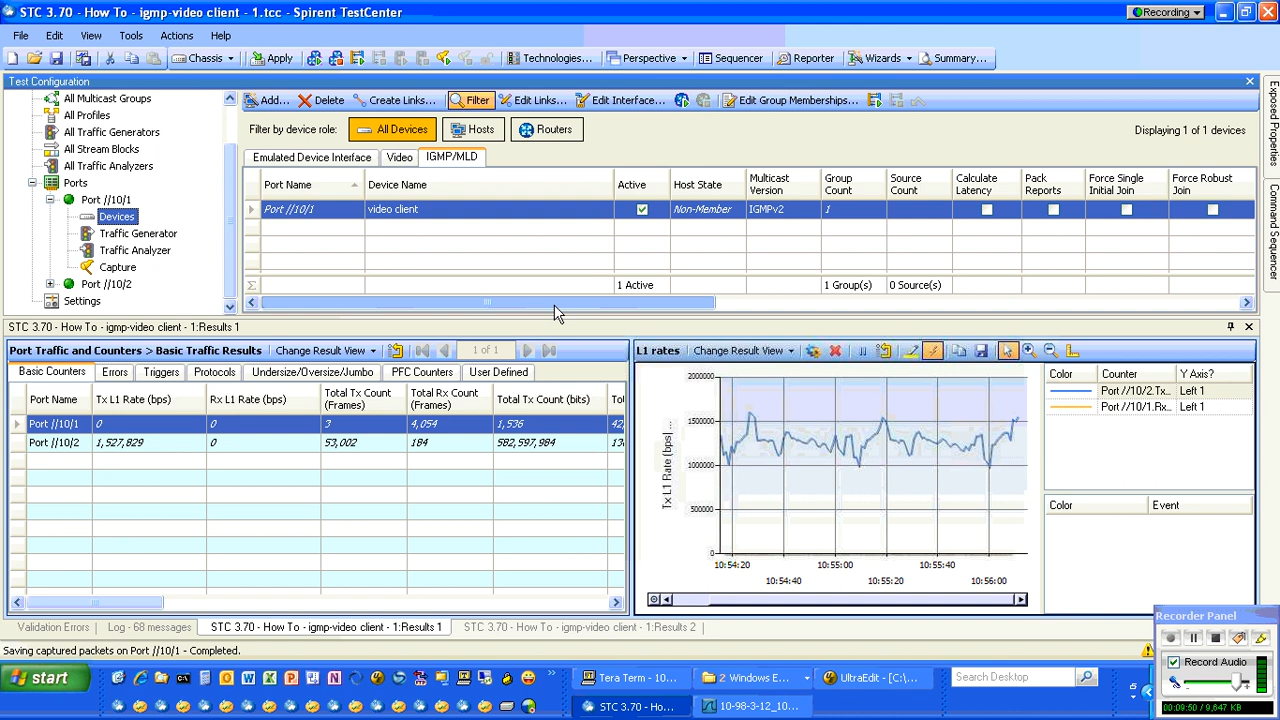 STC 3.70 - How To - igmp-video client - 1.tcc - Spirent TestCenter
Recording
File Edit View Tools Actions Help
Chassis Apply Technologies... Perspective Sequencer Reporter Wizards Summary...
Test Configuration
All Multicast Groups
All Profiles
All Traffic Generators
All Stream Blocks
All Traffic Analyzers
Ports
Port //10/1
Devices
Traffic Generator
Traffic Analyzer
Capture
Port //10/2
Settings
Add... Delete Create Links... Filter Edit Links... Edit Interface... Edit Group Memberships...
Filter by device role: All Devices Hosts Routers Displaying 1 of 1 devices
Emulated Device Interface Video IGMP/MLD
Port Name Device Name Active Host State Multicast Version Group Count Source Count Calculate Latency Pack Reports Force Single Initial Join Force Robust Join
Port //10/1 video client Non-Member IGMPv2 1
1 Active 1 Group(s) 0 Source(s)
Exposed Properties
Command Sequencer
STC 3.70 - How To - igmp-video client - 1:Results 1
Port Traffic and Counters > Basic Traffic Results Change Result View 1 of 1
Basic Counters Errors Triggers Protocols Undersize/Oversize/Jumbo PFC Counters User Defined
Port Name Tx L1 Rate (bps) Rx L1 Rate (bps) Total Tx Count (Frames) Total Rx Count (Frames) Total Tx Count (bits)
Port //10/1 0 0 3 4,054 1,536 42,
Port //10/2 1,527,829 0 53,002 184 582,597,984
L1 rates Change Result View
Tx L1 Rate (bps)|...
2000000
1500000
1000000
500000
0
10:54:20 10:55:00 10:55:40
10:54:40 10:55:20 10:56:00
Color Counter Y Axis?
Port //10/2 Tx... Left 1
Port //10/1.Rx... Left 1
Color Event
Validation Errors Log - 68 messages STC 3.70 - How To - igmp-video client - 1:Results 1 STC 3.70 - How To - igmp-video client - 1:Results 2
Saving captured packets on Port //10/1 - Completed.
Recorder Panel
Record Audio
00:09:50 / 9,647 KB
start
Tera Term - 10... 2 Windows E... UltraEdit - [C:\... Search Desktop
STC 3.70 - Ho... 10-98-3-12_10...